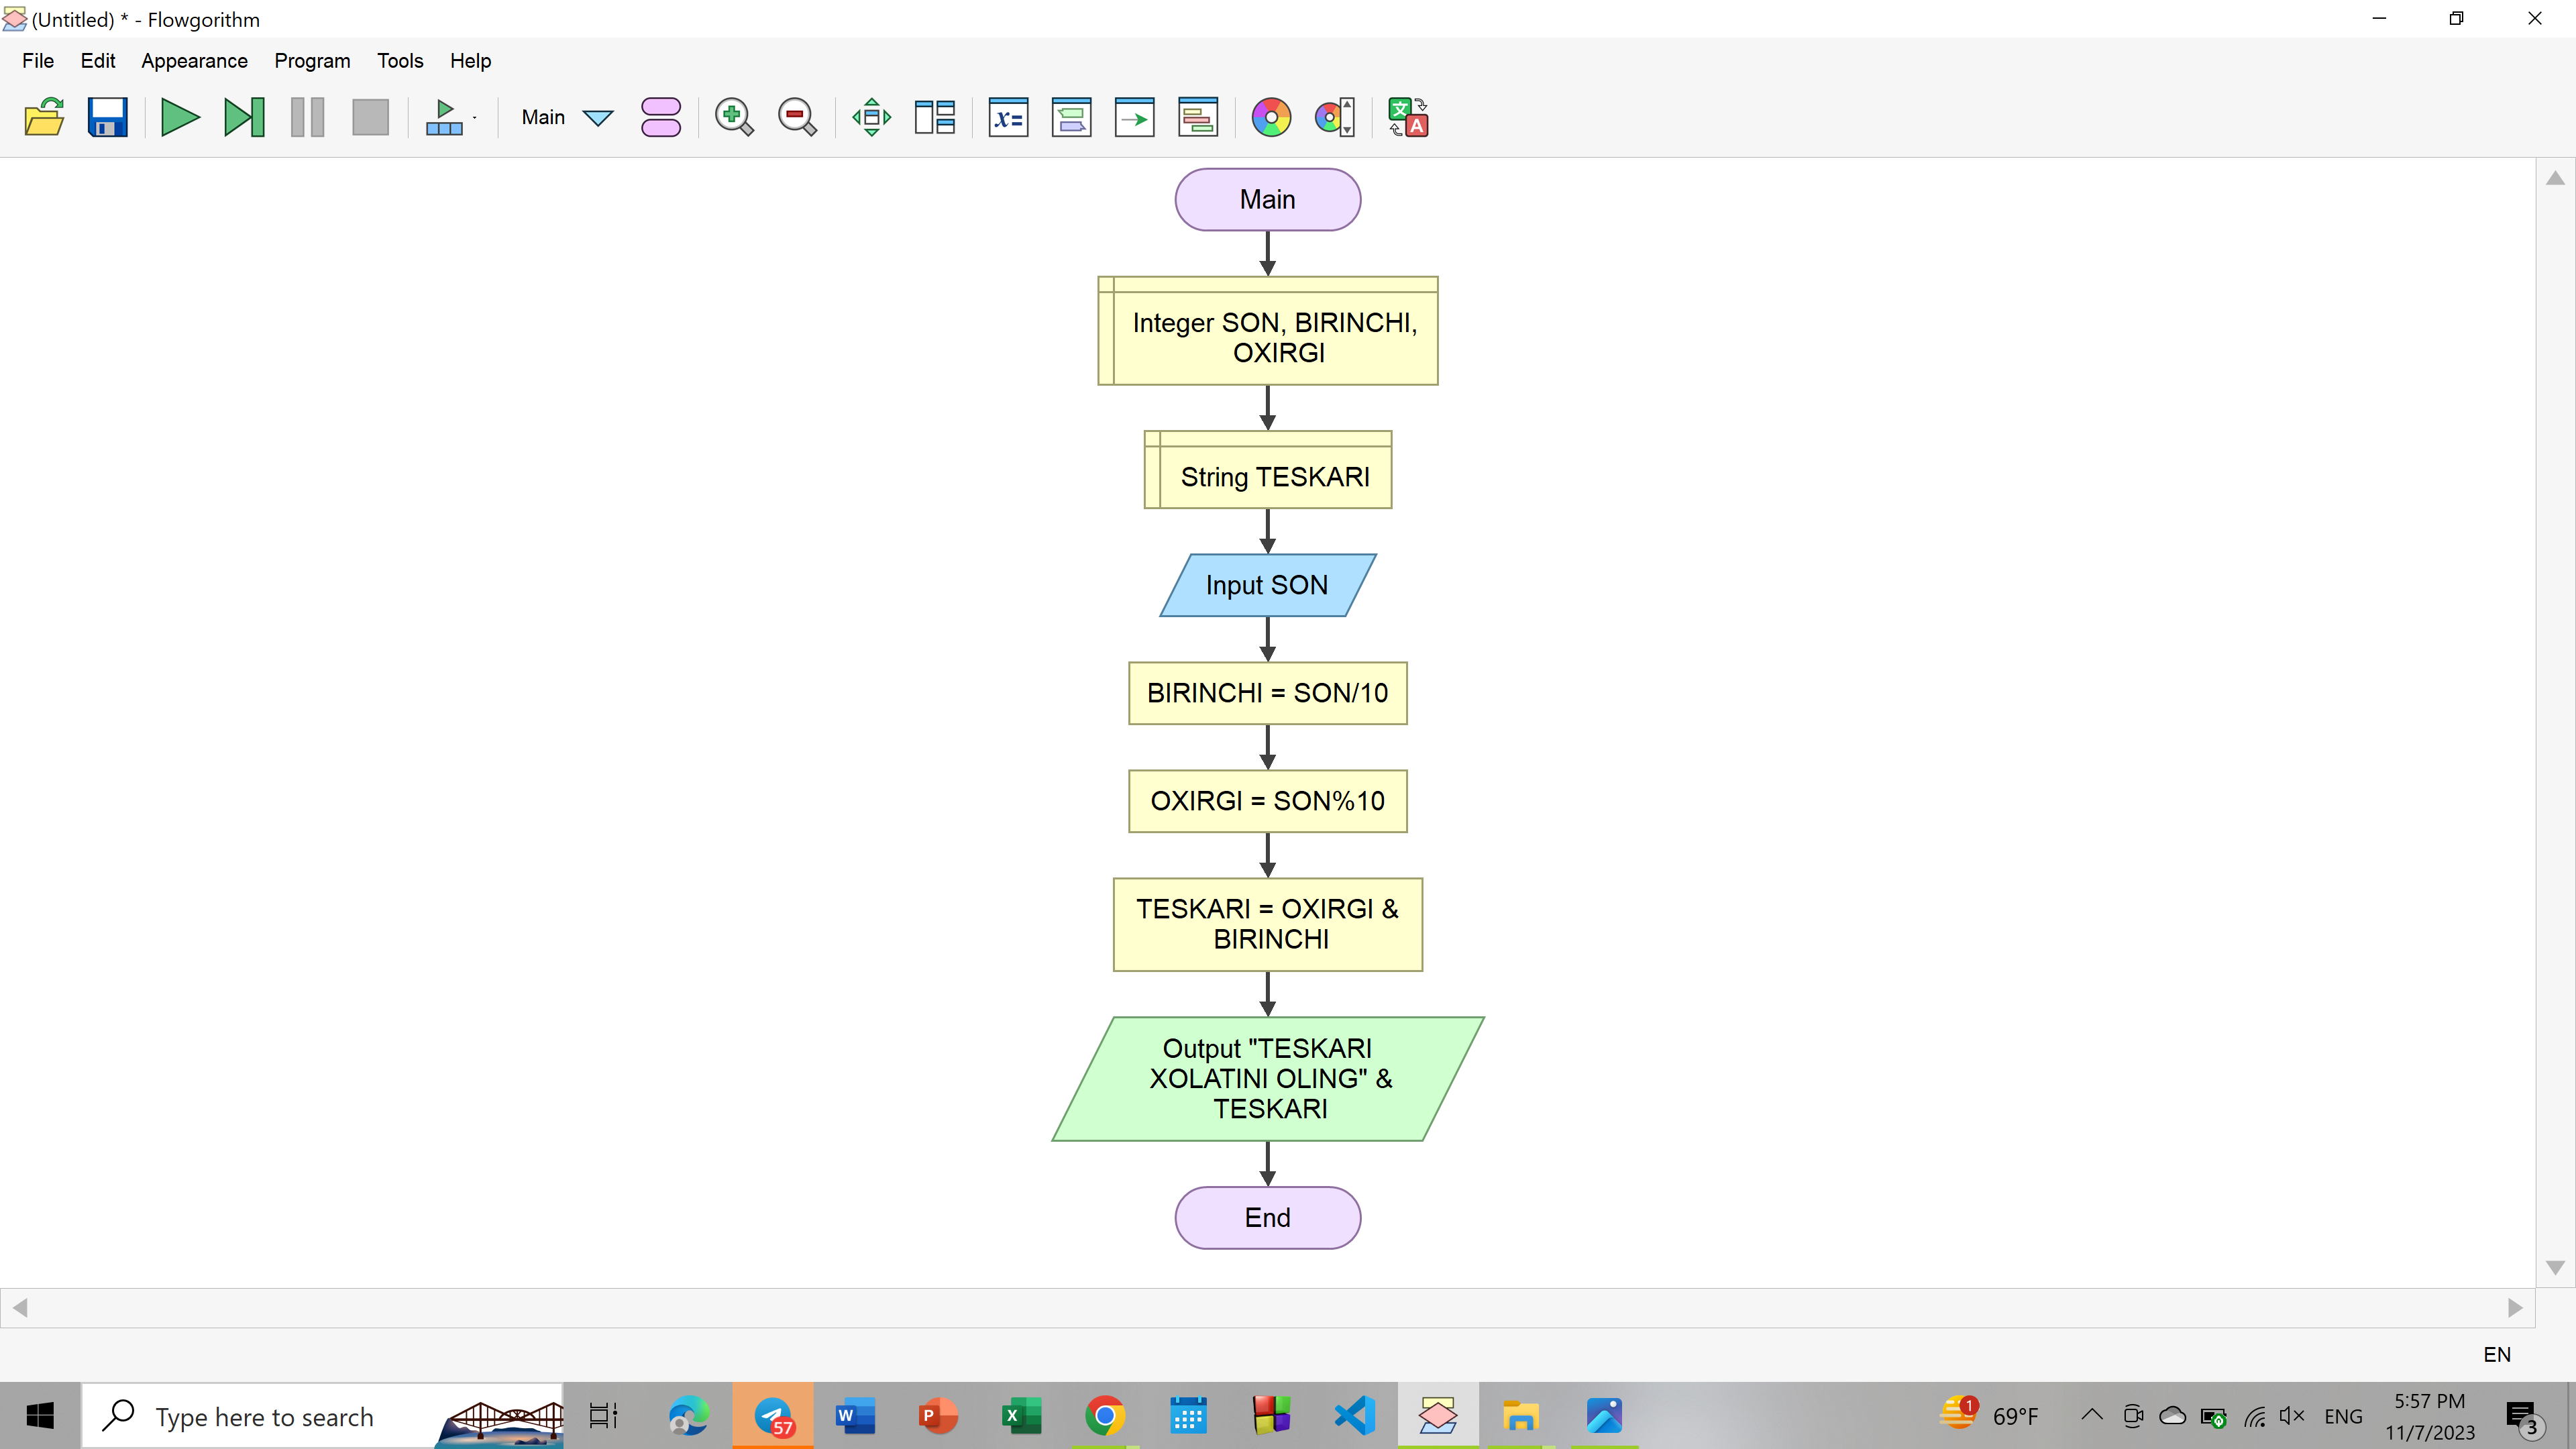 (Untitled) * - Flowgorithm
File Edit Appearance Program Tools Help
Main
x=
文
A
Main
Integer SON, BIRINCHI,
OXIRGI
String TESKARI
Input SON
BIRINCHI = SON/10
OXIRGI = SON%10
TESKARI = OXIRGI &
BIRINCHI
Output "TESKARI
XOLATINI OLING" &
TESKARI
End
EN
Type here to search
57
W
P
X
1
69°F
ENG
5:57 PM
11/7/2023
3